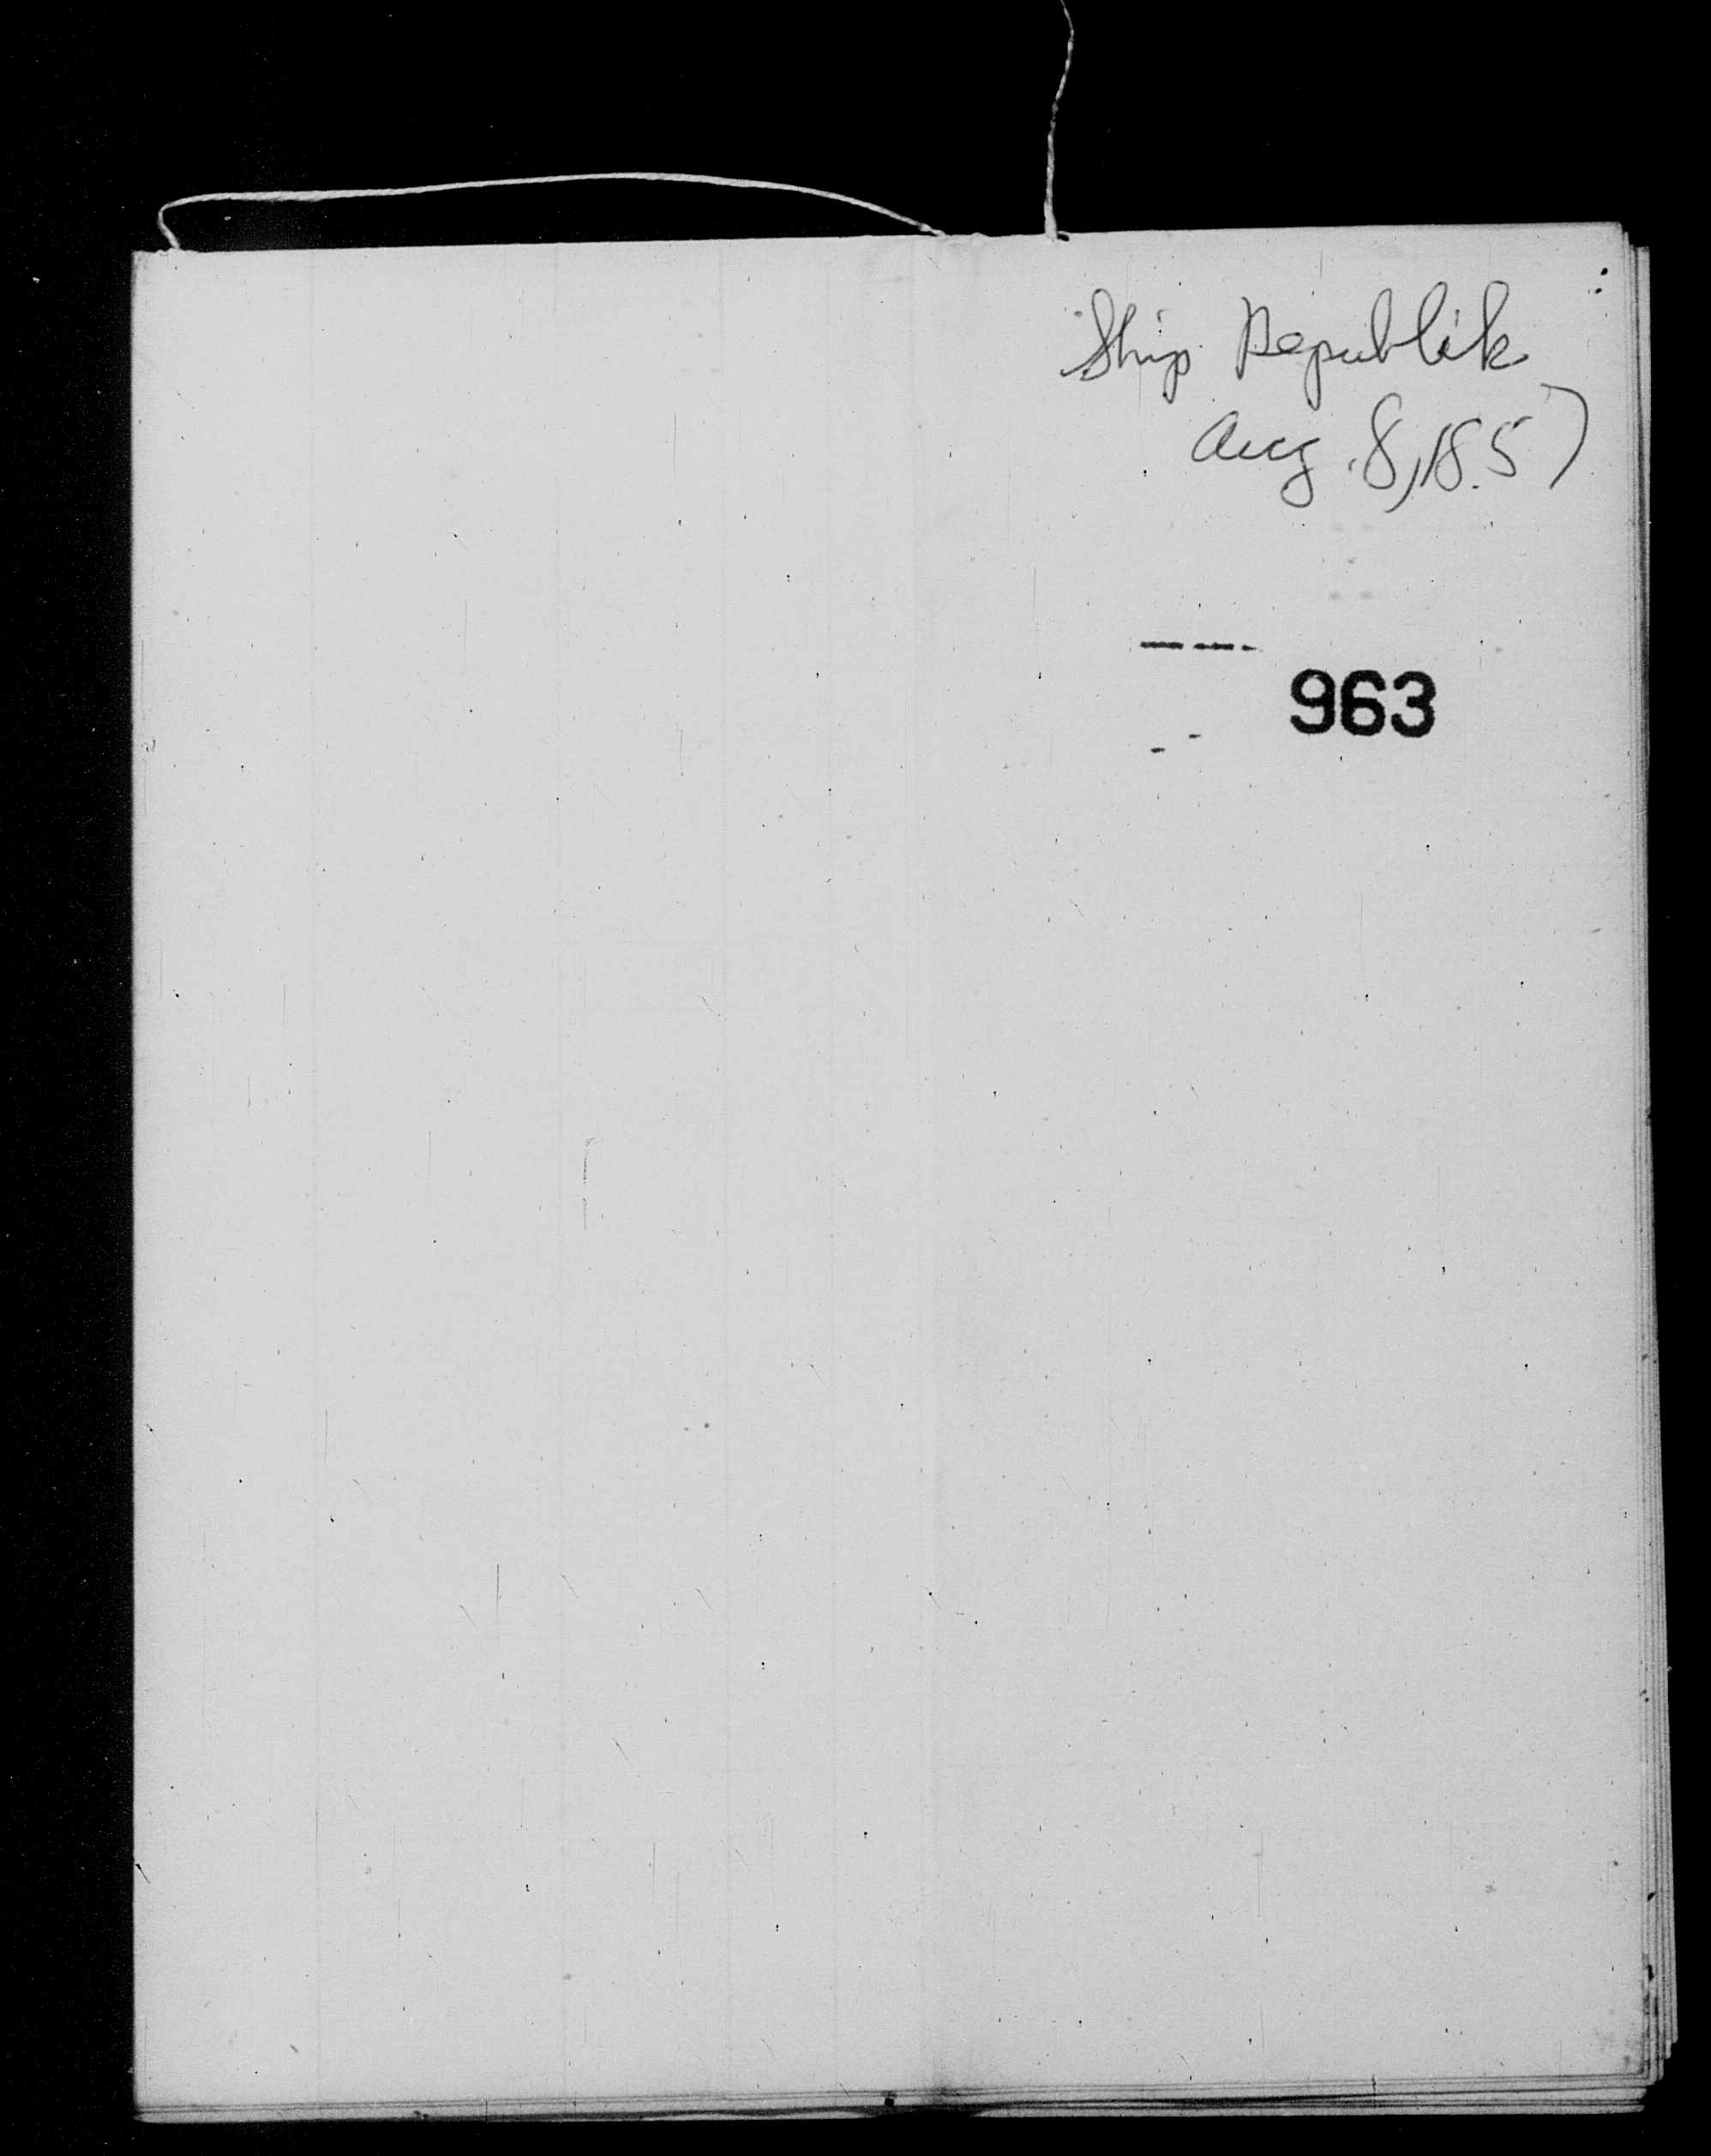 Ship Republik
Aug. 8, 1857
963